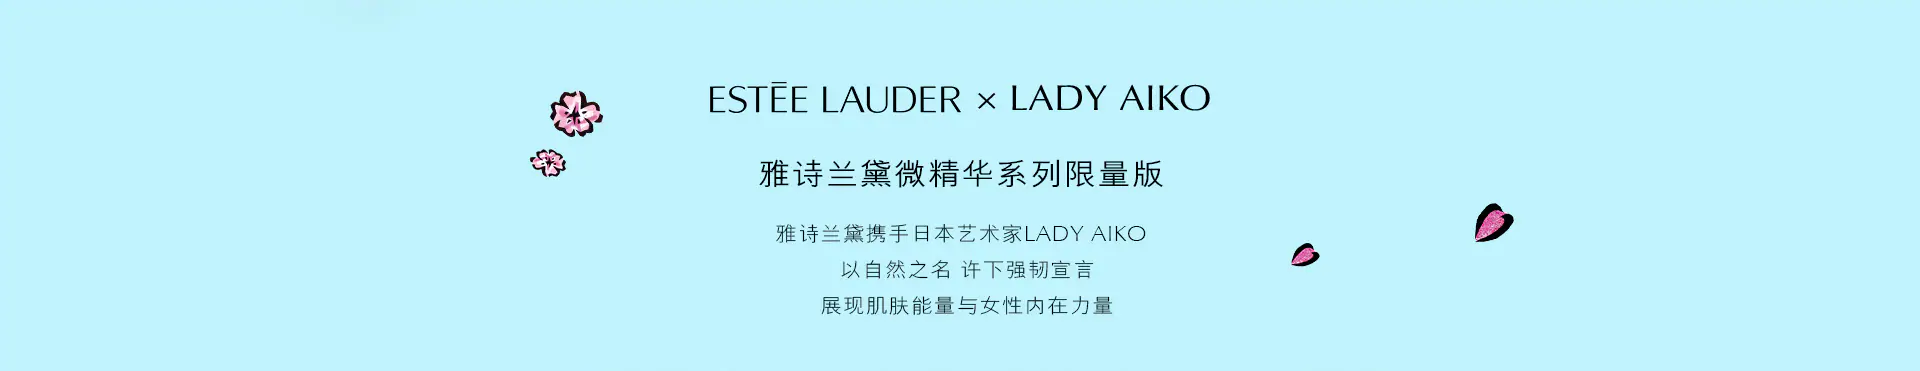 ESTĒE LAUDER × LADY AIKO
雅诗兰黛微精华系列限量版
雅诗兰黛携手日本艺术家LADY AIKO
以自然之名 许下强韧宣言
展现肌肤能量与女性内在力量